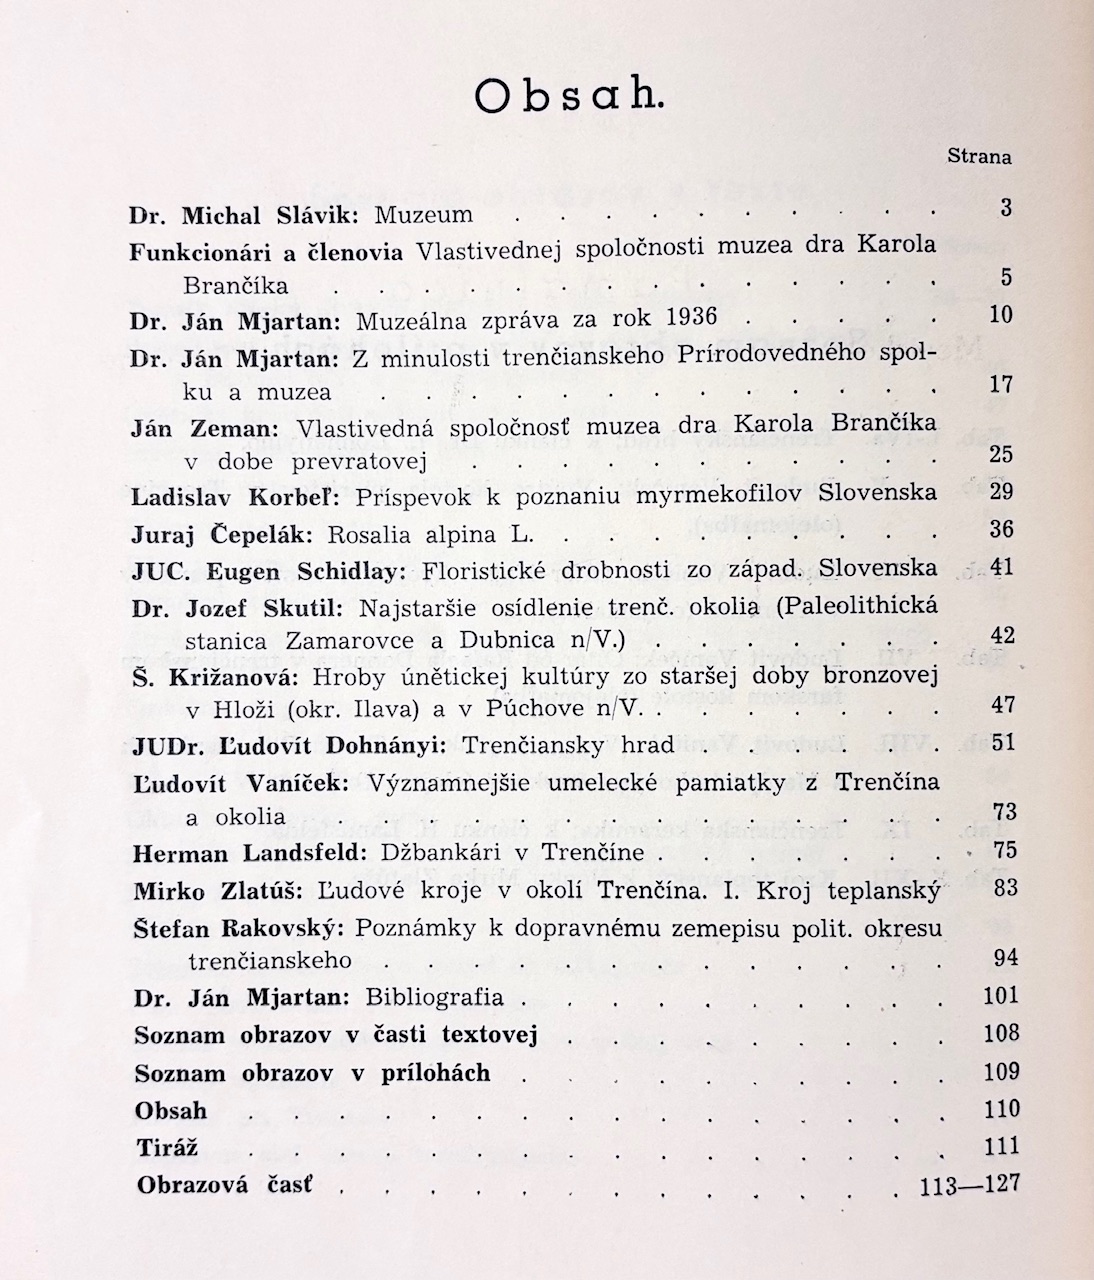 Obsah.
Strana
Dr. Michal Slávik: Muzeum . . . . . . . . . . 3
Funkcionári a členovia Vlastivednej spoločnosti muzea dra Karola
Brančíka . . . . . . . . . . . . . . 5
Dr. Ján Mjartan: Muzeálna zpráva za rok 1936 . . . . . 10
Dr. Ján Mjartan: Z minulosti trenčianskeho Prírodovedného spol-
ku a muzea . . . . . . . . . . . . . 17
Ján Zeman: Vlastivedná spoločnosť muzea dra Karola Brančíka
v dobe prevratovej . . . . . . . . . . . 25
Ladislav Korbeľ: Príspevok k poznaniu myrmekofilov Slovenska 29
Juraj Čepelák: Rosalia alpina L. . . . . . . . . . 36
JUC. Eugen Schidlay: Floristické drobnosti zo západ. Slovenska 41
Dr. Jozef Skutil: Najstaršie osídlenie trenč. okolia (Paleolithická
stanica Zamarovce a Dubnica n/V.) . . . . . . . 42
Š. Križanová: Hroby únětickej kultúry zo staršej doby bronzovej
v Hloži (okr. Ilava) a v Púchove n/V. . . . . . . . 47
JUDr. Ľudovít Dohnányi: Trenčiansky hrad . . . . . . 51
Ľudovít Vaníček: Významnejšie umelecké pamiatky z Trenčína
a okolia . . . . . . . . . . . . . . 73
Herman Landsfeld: Džbankári v Trenčíne . . . . . . . 75
Mirko Zlatúš: Ľudové kroje v okolí Trenčína. I. Kroj teplanský 83
Štefan Rakovský: Poznámky k dopravnému zemepisu polit. okresu
trenčianskeho . . . . . . . . . . . . . 94
Dr. Ján Mjartan: Bibliografia . . . . . . . . . . 101
Soznam obrazov v časti textovej . . . . . . . . . 108
Soznam obrazov v prílohách . . . . . . . . . . 109
Obsah . . . . . . . . . . . . . . . . 110
Tiráž . . . . . . . . . . . . . . . . 111
Obrazová časť . . . . . . . . . . . . . 113—127